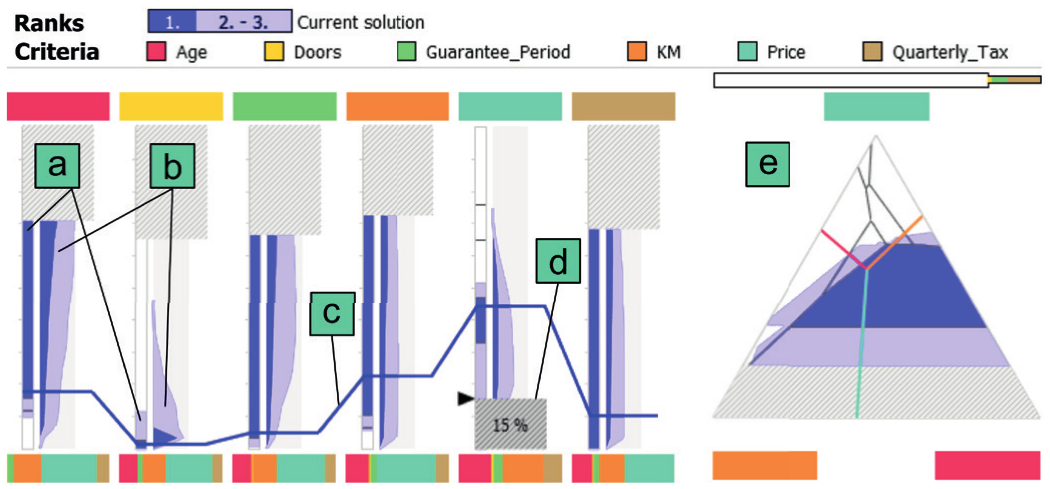 Ranks 1. 2. - 3. Current solution
Criteria Age Doors Guarantee_Period KM Price Quarterly_Tax
a b e
d
c
15 %